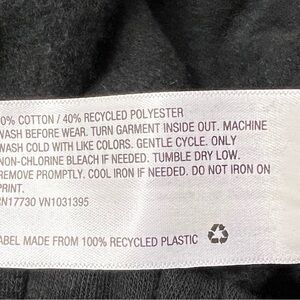 0% COTTON / 40% RECYCLED POLYESTER
WASH BEFORE WEAR. TURN GARMENT INSIDE OUT. MACHINE
WASH COLD WITH LIKE COLORS. GENTLE CYCLE. ONLY
NON-CHLORINE BLEACH IF NEEDED. TUMBLE DRY LOW.
REMOVE PROMPTLY. COOL IRON IF NEEDED. DO NOT IRON ON
PRINT.
RN17730 VN1031395
LABEL MADE FROM 100% RECYCLED PLASTIC